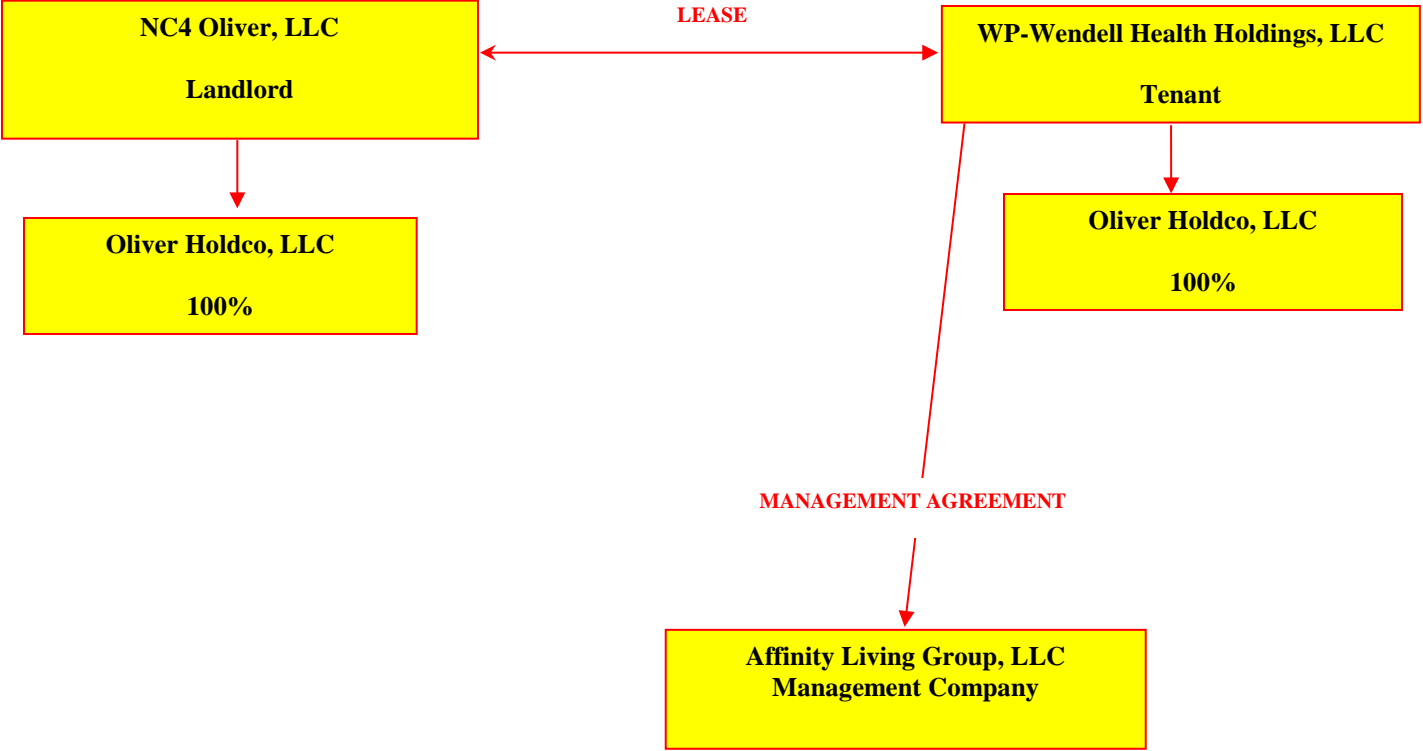 NC4 Oliver, LLC
Landlord
LEASE
WP-Wendell Health Holdings, LLC
Tenant
Oliver Holdco, LLC
100%
Oliver Holdco, LLC
100%
MANAGEMENT AGREEMENT
Affinity Living Group, LLC
Management Company